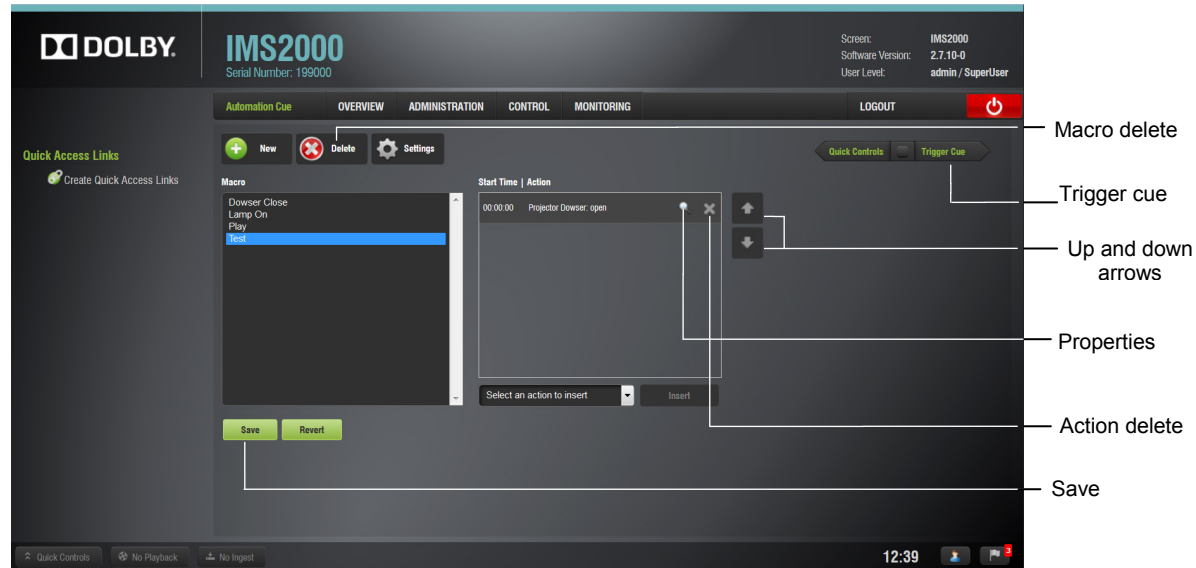 DOLBY.
IMS2000
Serial Number: 199000
Screen: IMS2000
Software Version: 2.7.10-0
User Level: admin / SuperUser
Automation Cue OVERVIEW ADMINISTRATION CONTROL MONITORING LOGOUT
Quick Access Links
Create Quick Access Links
New Delete Settings
Quick Controls Trigger Cue
Macro
Dowser Close
Lamp On
Play
Test
Start Time | Action
00:00:00 Projector Dowser: open
Select an action to insert Insert
Save Revert
Macro delete
Trigger cue
Up and down
arrows
Properties
Action delete
Save
Quick Controls No Playback No Ingest 12:39 3